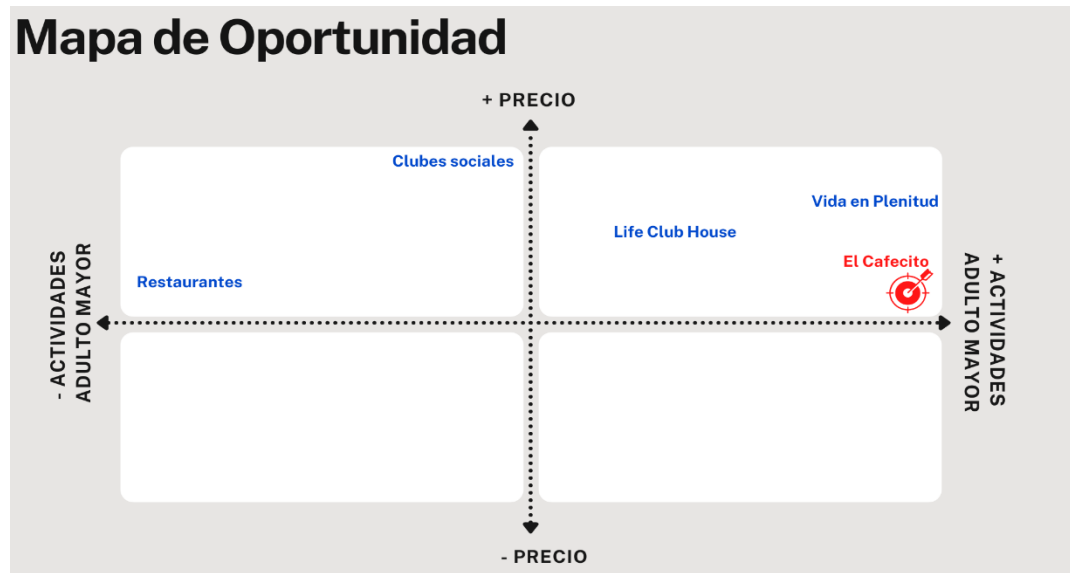 Mapa de Oportunidad
+ PRECIO
Clubes sociales
Vida en Plenitud
Life Club House
El Cafecito
Restaurantes
- ACTIVIDADES
ADULTO MAYOR
+ ACTIVIDADES
ADULTO MAYOR
- PRECIO